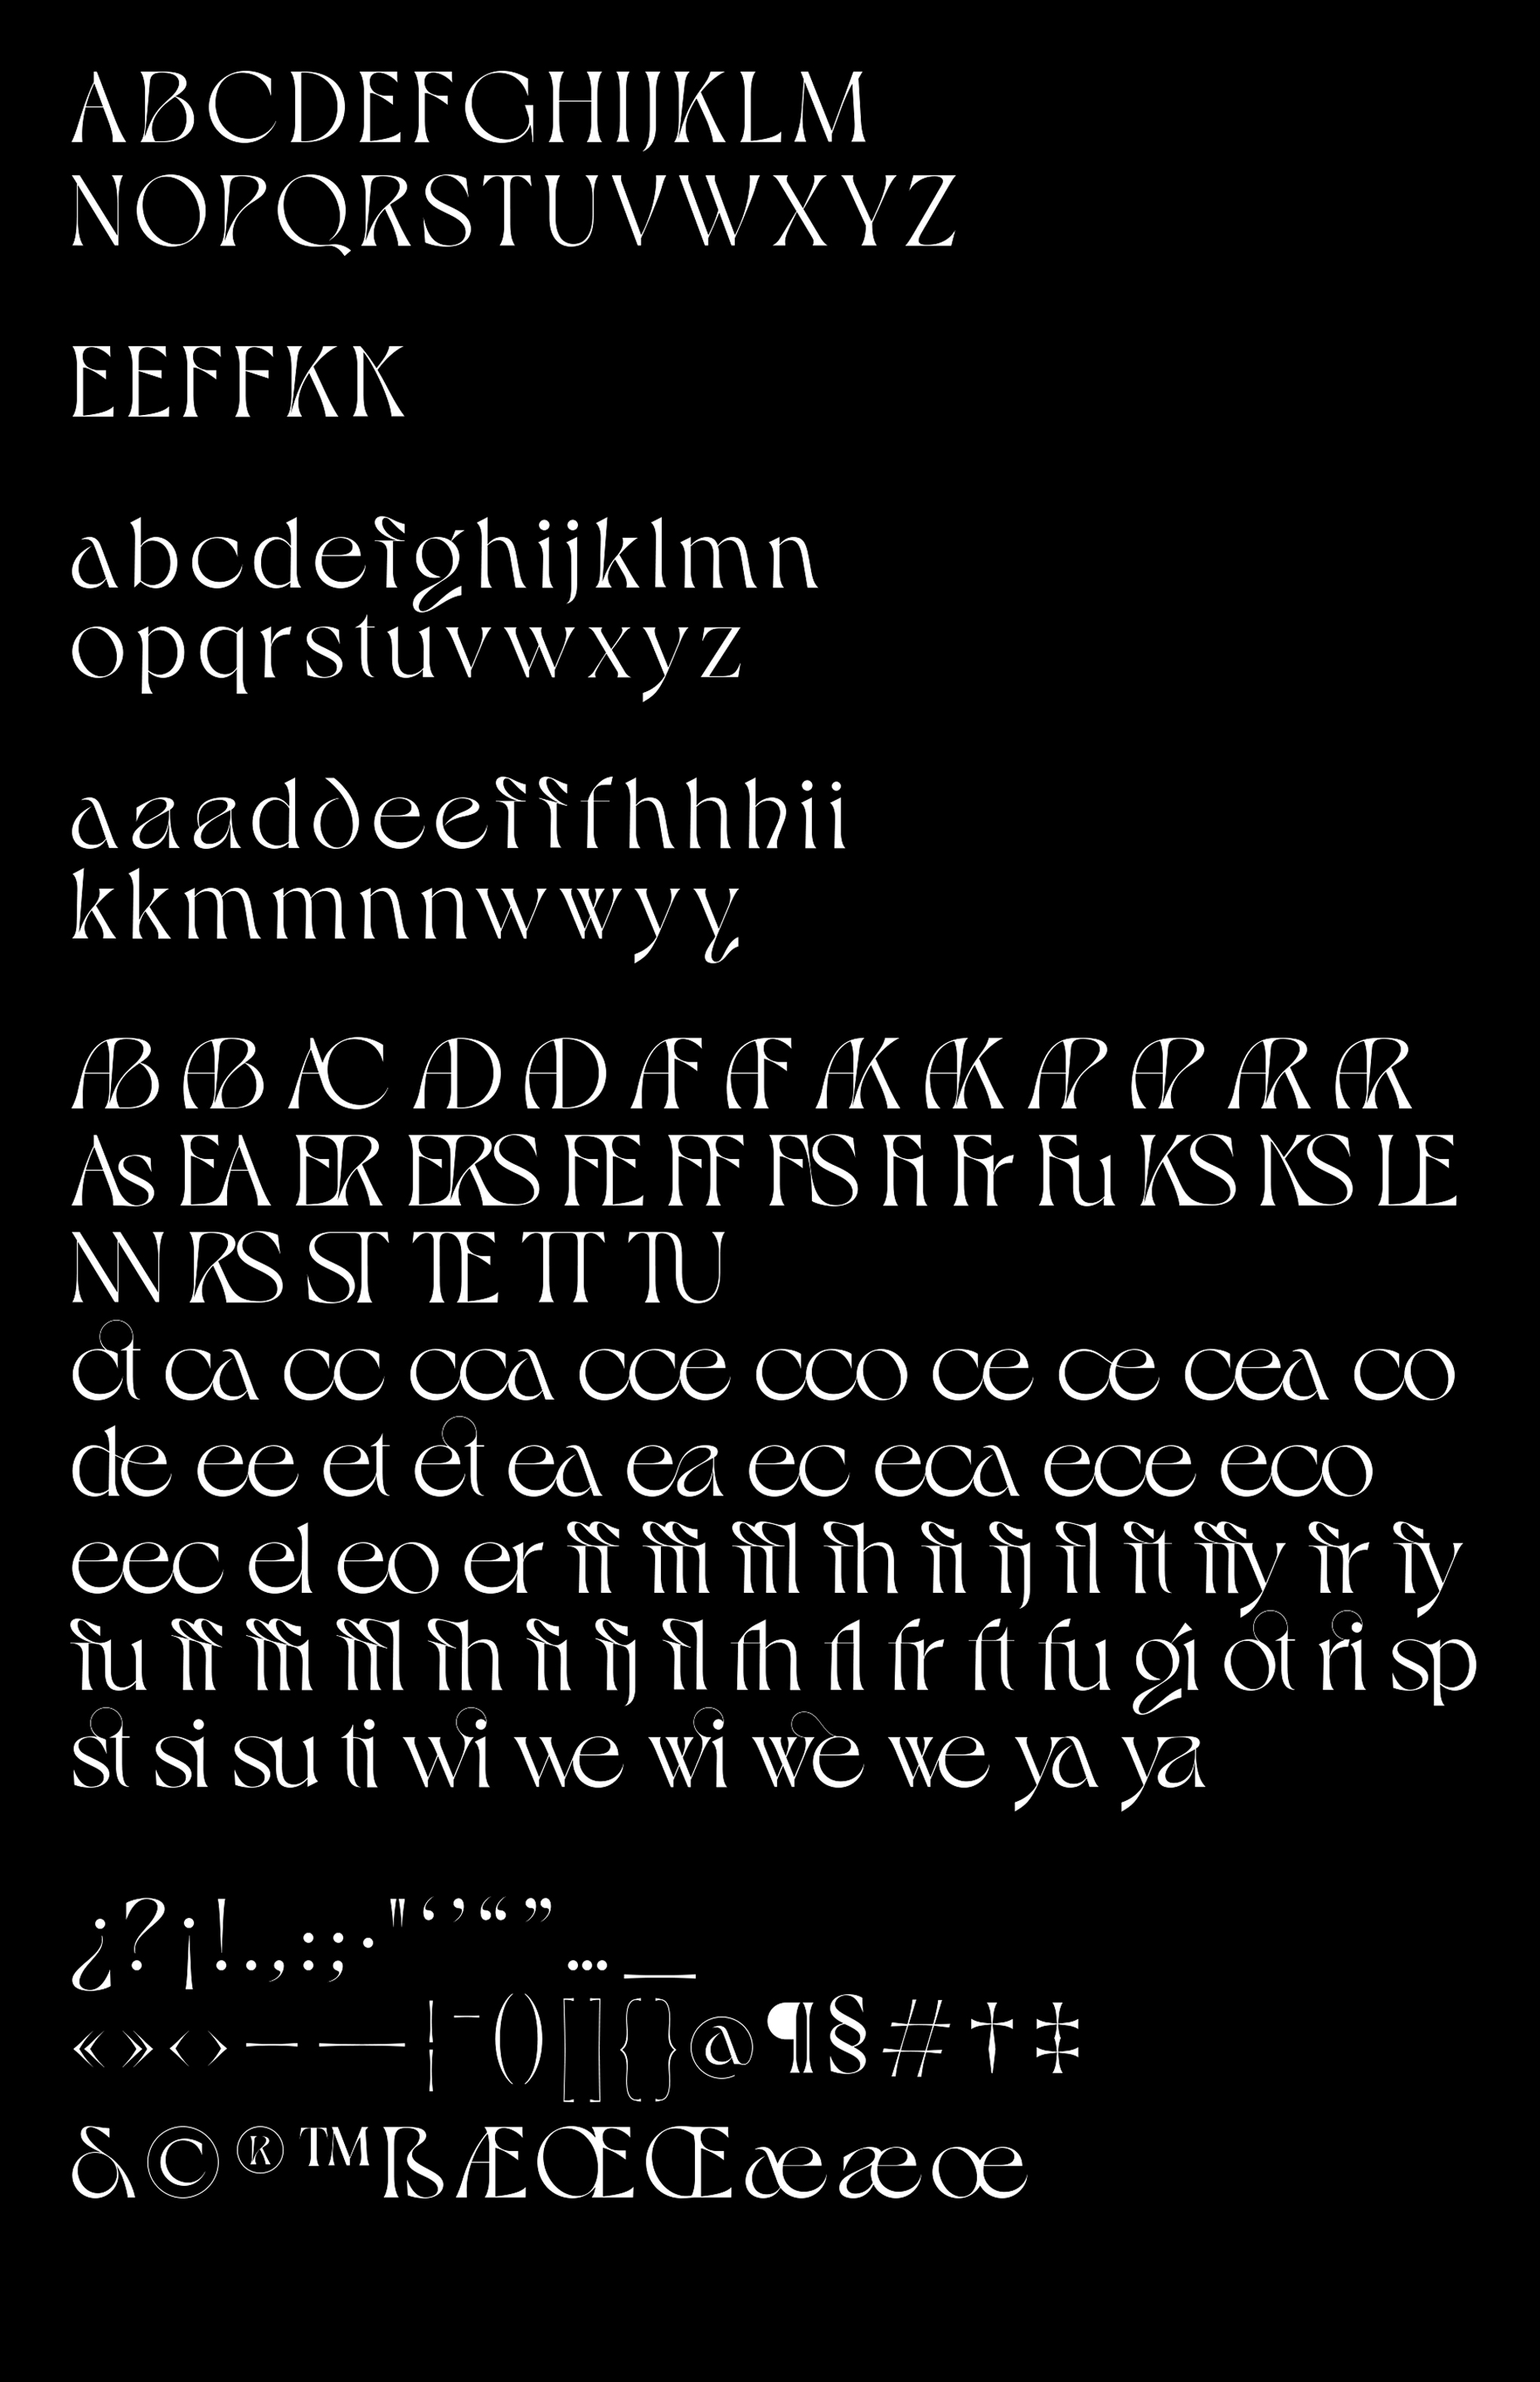 ABCDEFGHIJKLM
NOPQRSTUVWXYZ
EEFFKK
abcdefghijklmn
opqrstuvwxyz
aaaddeefffhhhii
kkmmnnwwyy
AB AB AC AD AD AF AF AK AK AP AP AR AR
As EA ER ERS FE FF FS Fi Fr Fu KS KS LE
NN RS ST TE TT TU
ct ca cc cca cce cco ce ce cea co
de ee et et ea ea ec eca ece eco
eec el eo er ff ffi ffl fh fi fj fl ft ffy fr fy
fu ff ffi ffl fh fi fj fl fh fl fr ft fu gi ot ri sp
st si su ti wi we wi we we ya ya
¿?¡!.,:;·"‘’“”…_
«»‹›–—¦¯()[]{}@¶§#†‡
&©®™ßÆŒŒææœ